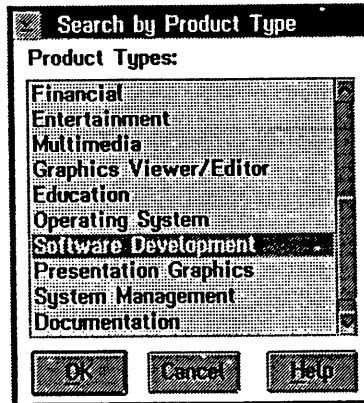 Search by Product Type
Product Types:
Financial
Entertainment
Multimedia
Graphics Viewer/Editor
Education
Operating System
Software Development
Presentation Graphics
System Management
Documentation
OK Cancel Help